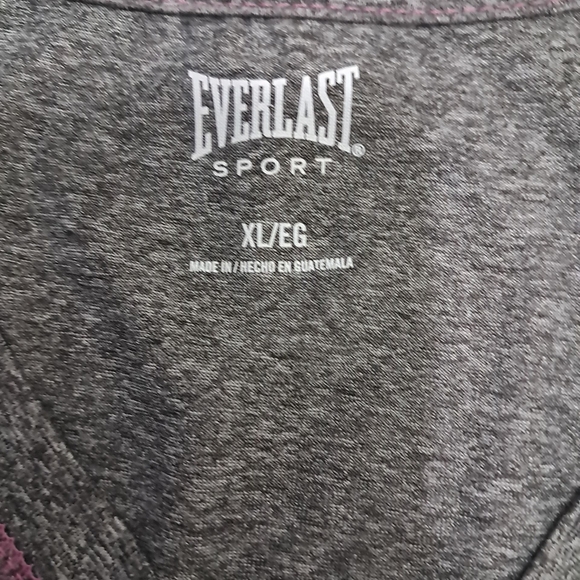 EVERLAST®
SPORT
XL/EG
MADE IN / HECHO EN GUATEMALA